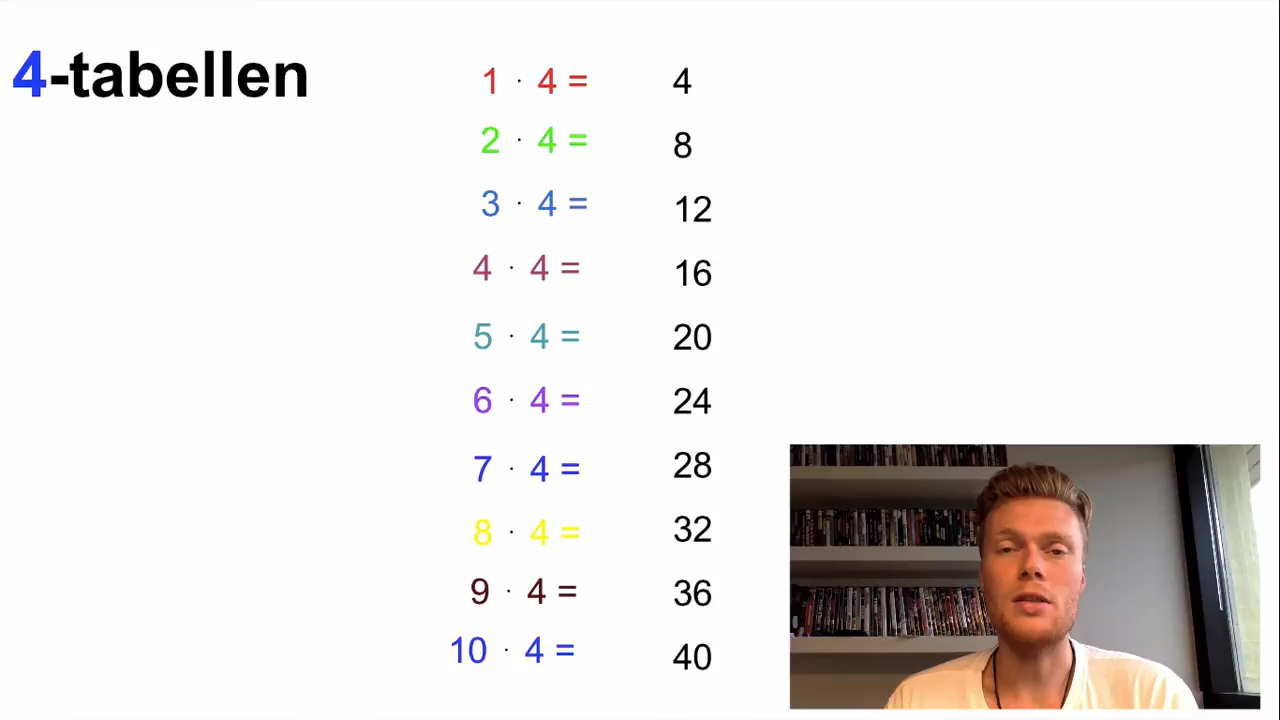 4-tabellen
1 · 4 = 4
2 · 4 = 8
3 · 4 = 12
4 · 4 = 16
5 · 4 = 20
6 · 4 = 24
7 · 4 = 28
8 · 4 = 32
9 · 4 = 36
10 · 4 = 40